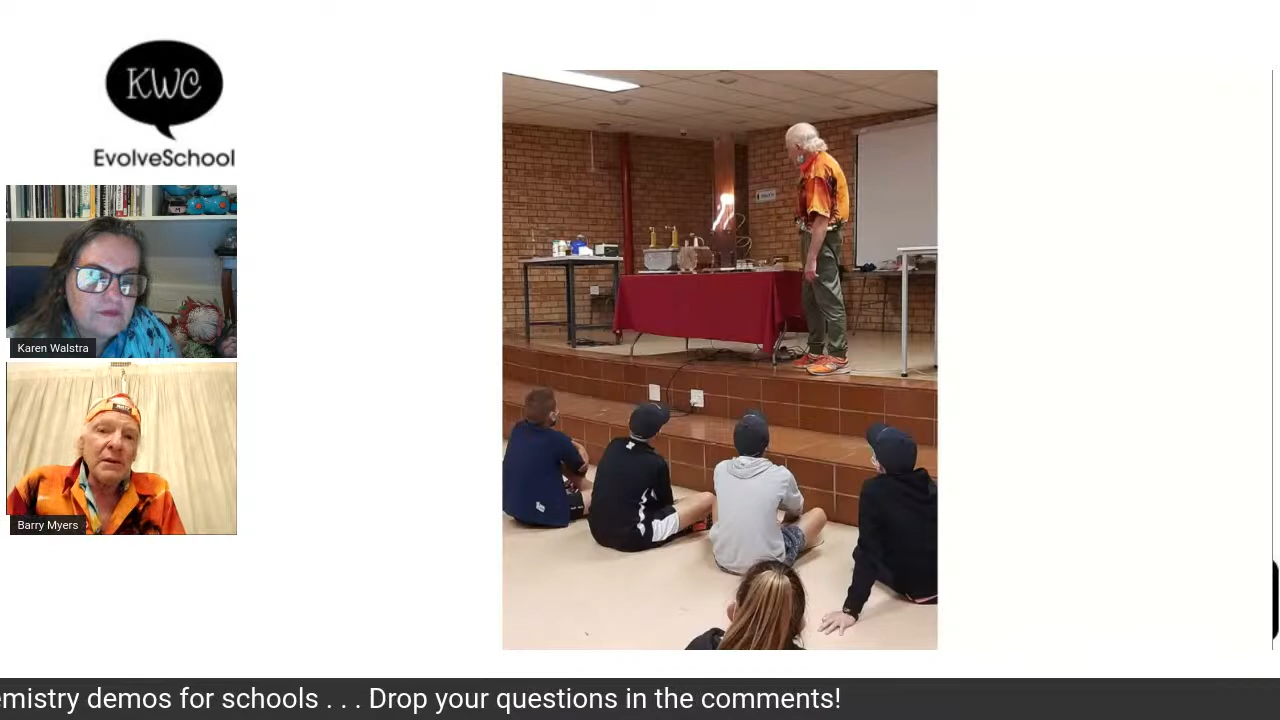 KWC
EvolveSchool
Karen Walstra
Barry Myers
emistry demos for schools . . . Drop your questions in the comments!